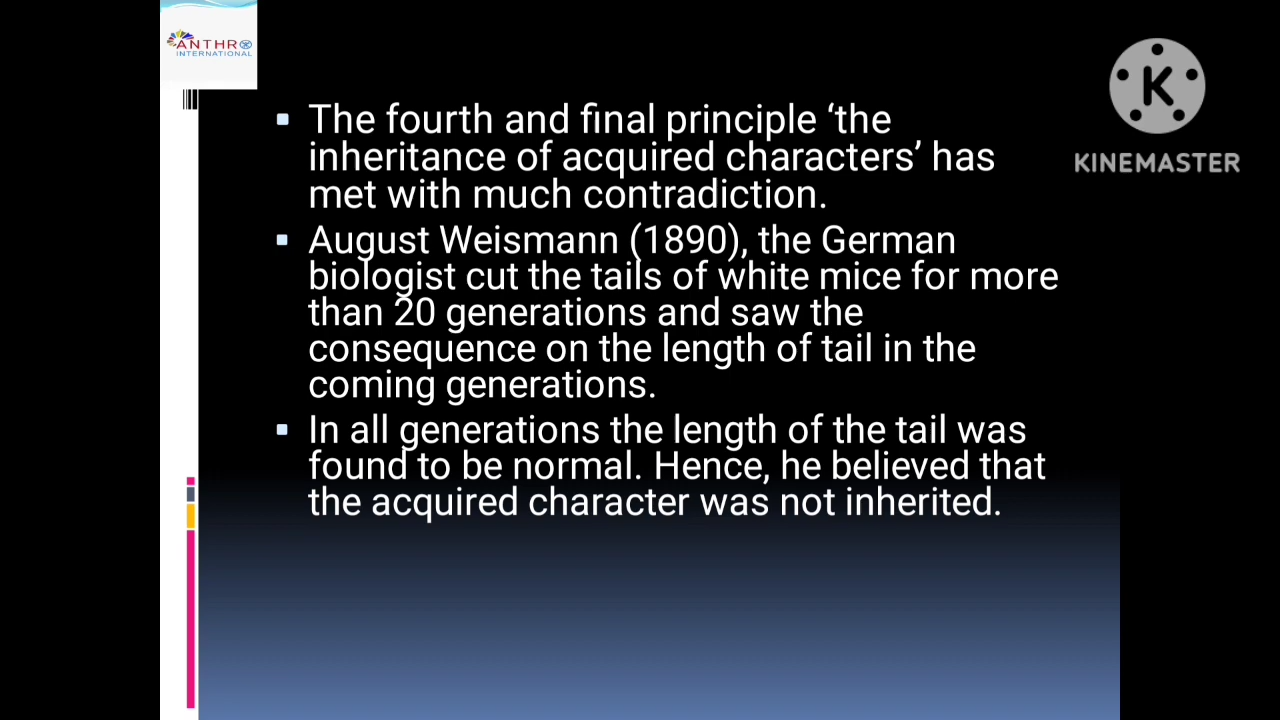 ANTHRO
INTERNATIONAL
K
KINEMASTER
The fourth and final principle ‘the
inheritance of acquired characters’ has
met with much contradiction.
August Weismann (1890), the German
biologist cut the tails of white mice for more
than 20 generations and saw the
consequence on the length of tail in the
coming generations.
In all generations the length of the tail was
found to be normal. Hence, he believed that
the acquired character was not inherited.